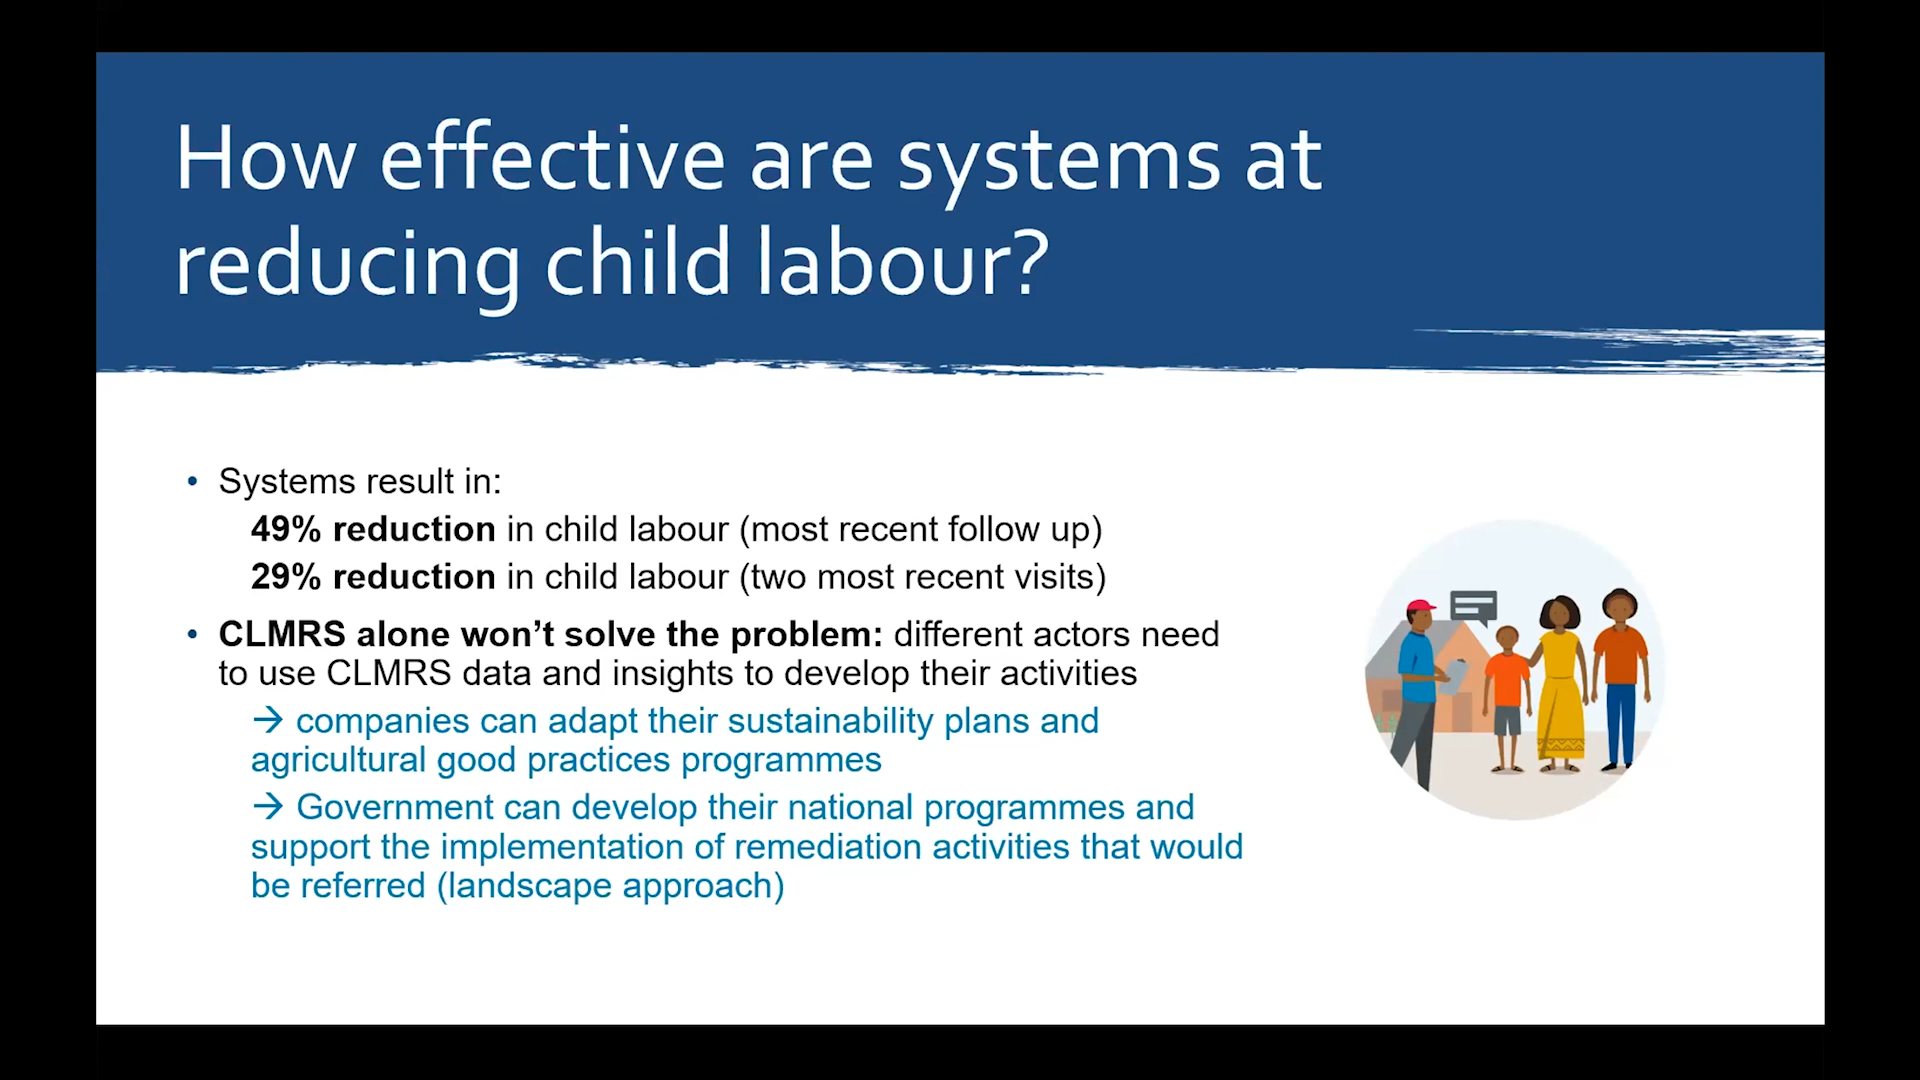 How effective are systems at
reducing child labour?
• Systems result in:
49% reduction in child labour (most recent follow up)
29% reduction in child labour (two most recent visits)
• CLMRS alone won’t solve the problem: different actors need
to use CLMRS data and insights to develop their activities
→ companies can adapt their sustainability plans and
agricultural good practices programmes
→ Government can develop their national programmes and
support the implementation of remediation activities that would
be referred (landscape approach)